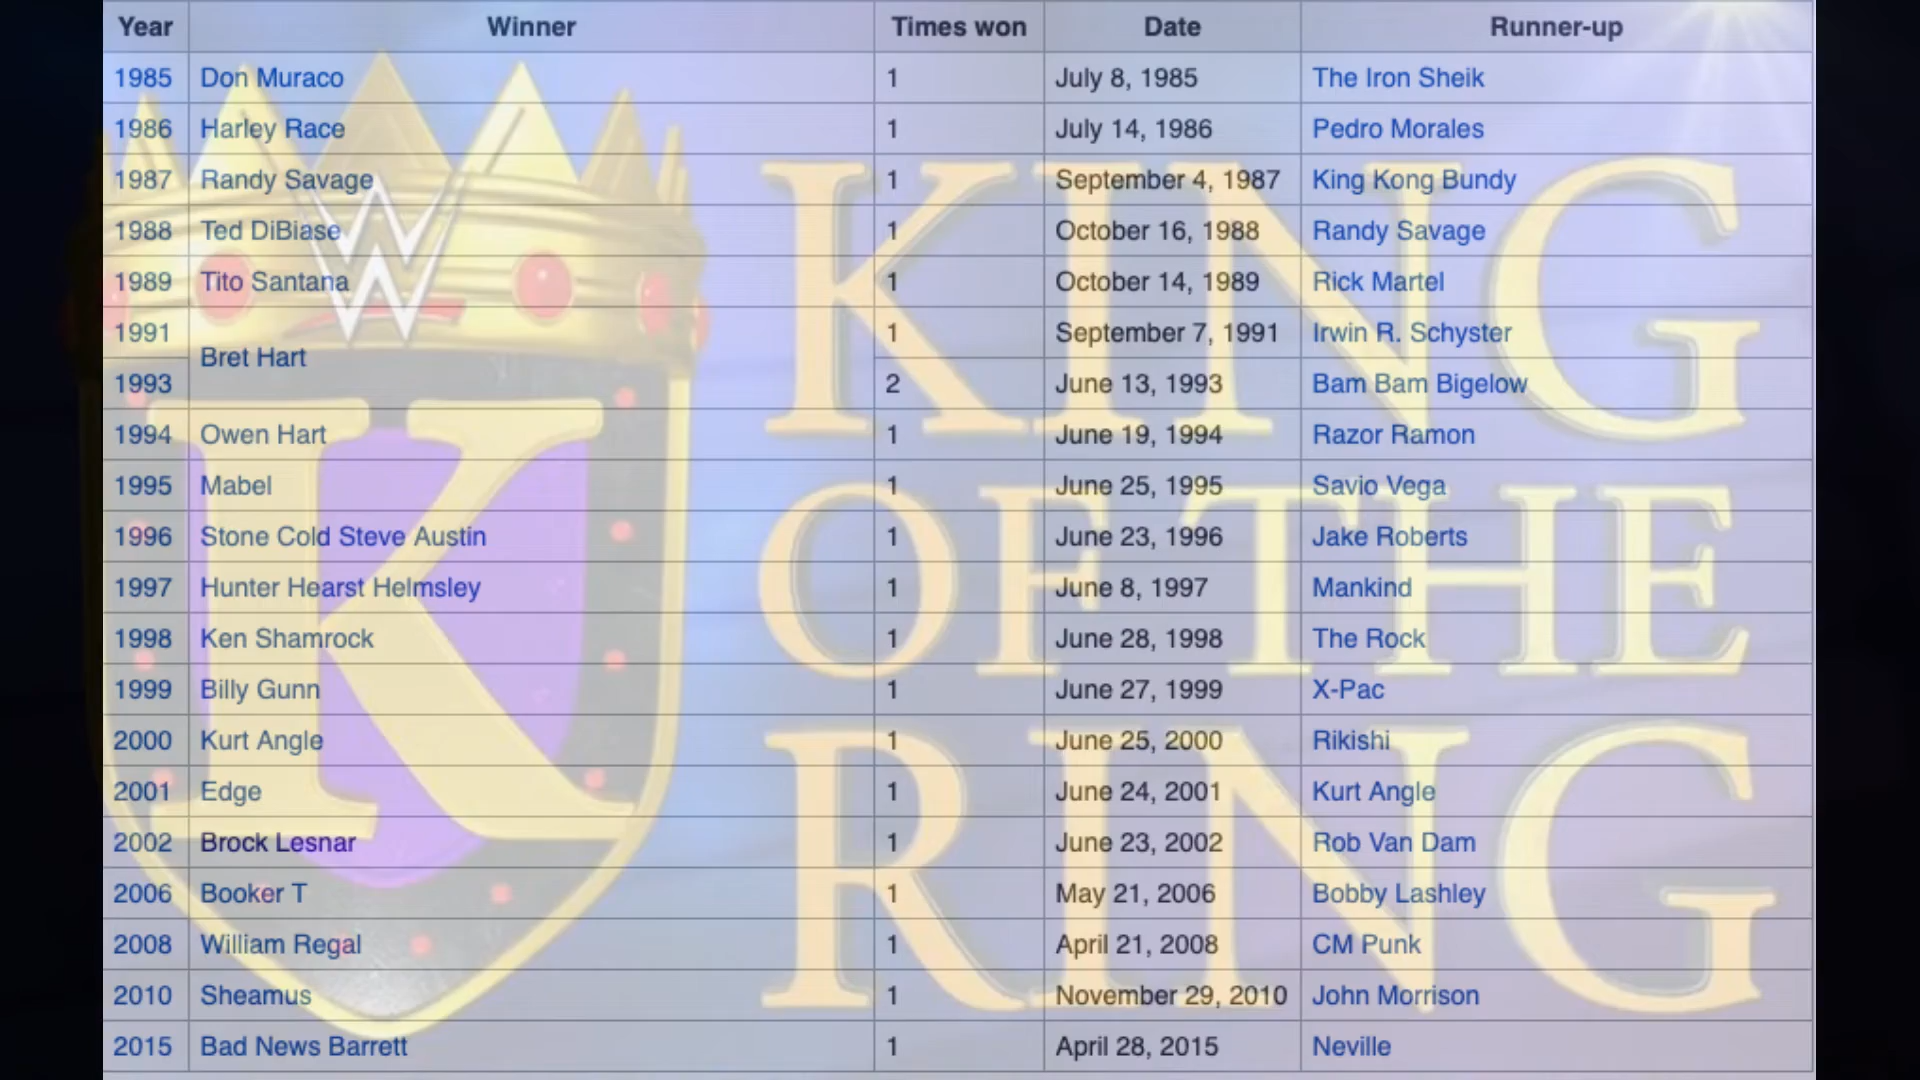 Year Winner Times won Date Runner-up
1985 Don Muraco 1 July 8, 1985 The Iron Sheik
1986 Harley Race 1 July 14, 1986 Pedro Morales
1987 Randy Savage 1 September 4, 1987 King Kong Bundy
1988 Ted DiBiase 1 October 16, 1988 Randy Savage
1989 Tito Santana 1 October 14, 1989 Rick Martel
1991 1 September 7, 1991 Irwin R. Schyster
Bret Hart
1993 2 June 13, 1993 Bam Bam Bigelow
1994 Owen Hart 1 June 19, 1994 Razor Ramon
1995 Mabel 1 June 25, 1995 Savio Vega
1996 Stone Cold Steve Austin 1 June 23, 1996 Jake Roberts
1997 Hunter Hearst Helmsley 1 June 8, 1997 Mankind
1998 Ken Shamrock 1 June 28, 1998 The Rock
1999 Billy Gunn 1 June 27, 1999 X-Pac
2000 Kurt Angle 1 June 25, 2000 Rikishi
2001 Edge 1 June 24, 2001 Kurt Angle
2002 Brock Lesnar 1 June 23, 2002 Rob Van Dam
2006 Booker T 1 May 21, 2006 Bobby Lashley
2008 William Regal 1 April 21, 2008 CM Punk
2010 Sheamus 1 November 29, 2010 John Morrison
2015 Bad News Barrett 1 April 28, 2015 Neville
W
K
KING
OF THE
RING